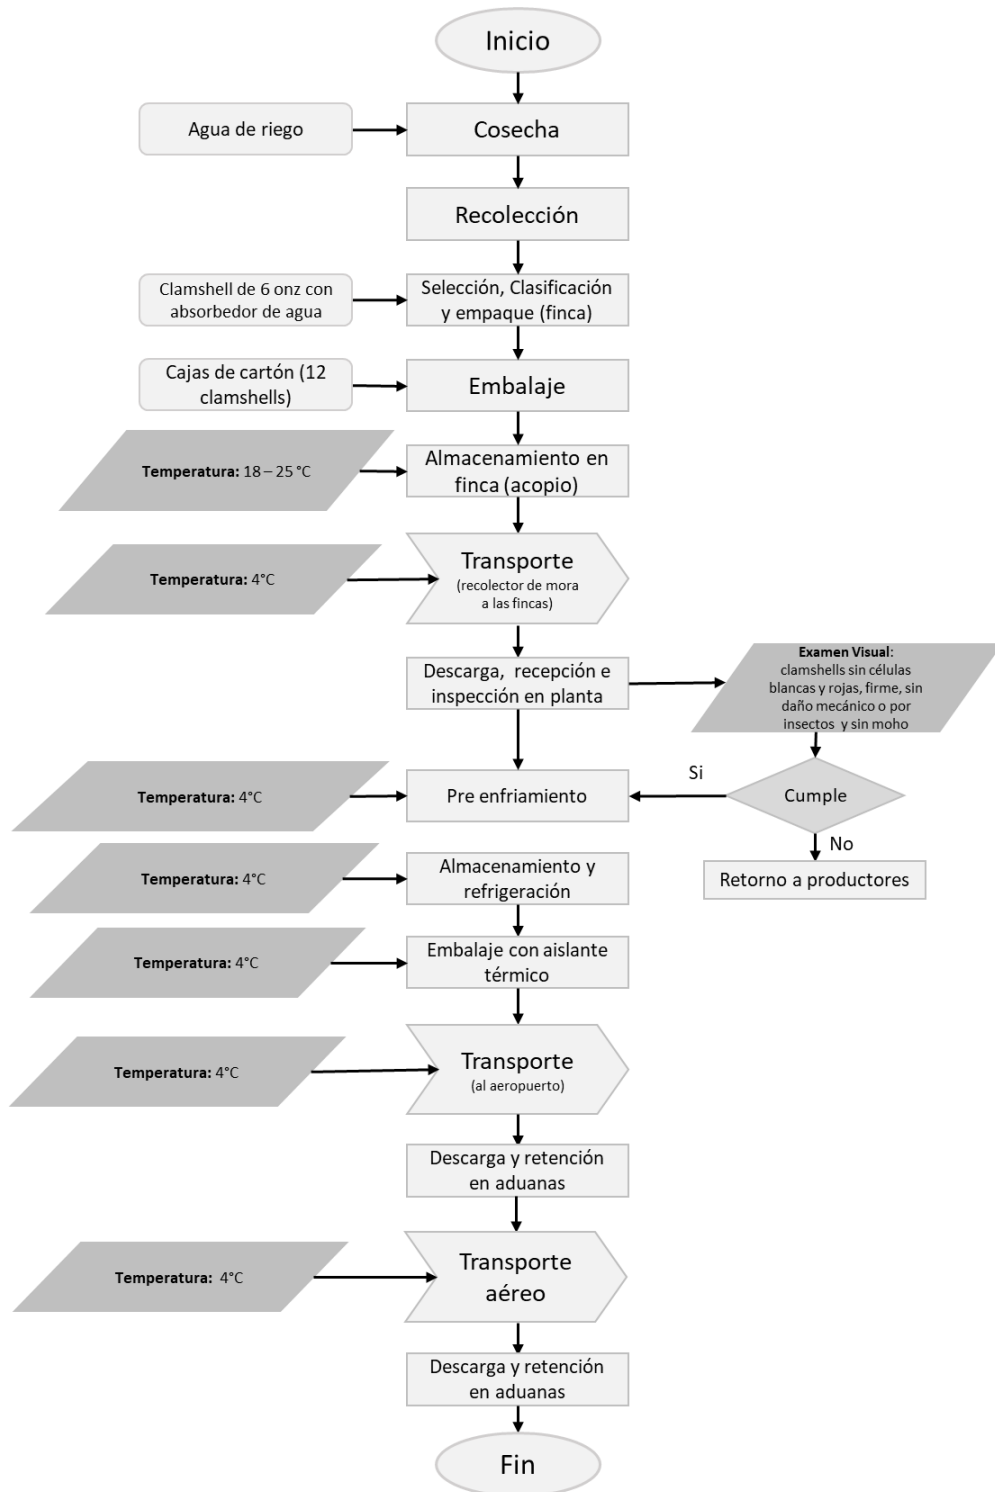 Inicio
Agua de riego
Cosecha
Recolección
Clamshell de 6 onz con
absorbedor de agua
Selección, Clasificación
y empaque (finca)
Cajas de cartón (12
clamshells)
Embalaje
Temperatura: 18 – 25 °C
Almacenamiento en
finca (acopio)
Temperatura: 4°C
Transporte
(recolector de mora
a las fincas)
Descarga, recepción e
inspección en planta
Examen Visual:
clamshells sin células
blancas y rojas, firme, sin
daño mecánico o por
insectos y sin moho
Temperatura: 4°C
Pre enfriamiento
Si
Cumple
No
Retorno a productores
Temperatura: 4°C
Almacenamiento y
refrigeración
Temperatura: 4°C
Embalaje con aislante
térmico
Temperatura: 4°C
Transporte
(al aeropuerto)
Descarga y retención
en aduanas
Temperatura: 4°C
Transporte
aéreo
Descarga y retención
en aduanas
Fin